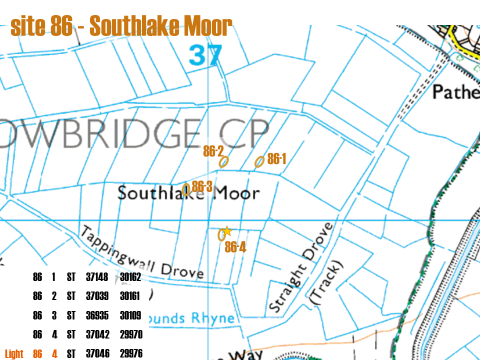 site 86 - Southlake Moor
37
Pathe
OWBRIDGE CP
86-2
86-1
86-3
Southlake Moor
86-4
Tappingwall Drove
Straight Drove
(Track)
86 1 ST 37148 30162
86 2 ST 37039 30161
86 3 ST 36935 30109
86 4 ST 37042 29970
Light 86 4 ST 37046 29976
)
ounds Rhyne
Way